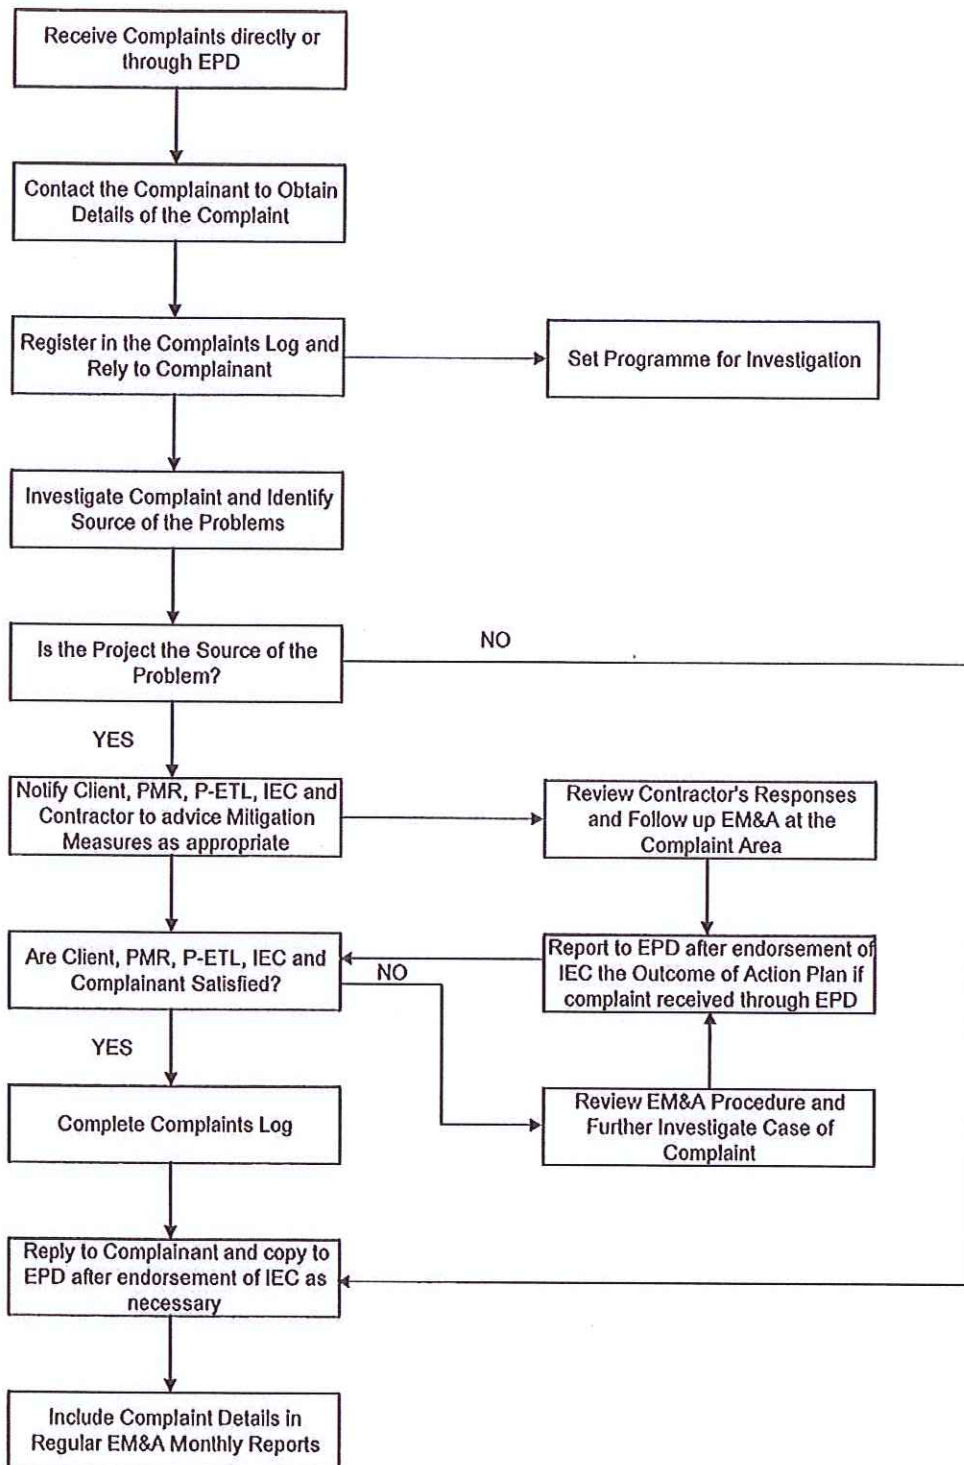 Receive Complaints directly or
through EPD
Contact the Complainant to Obtain
Details of the Complaint
Register in the Complaints Log and
Rely to Complainant
Set Programme for Investigation
Investigate Complaint and Identify
Source of the Problems
Is the Project the Source of the
Problem?
NO
YES
Notify Client, PMR, P-ETL, IEC and
Contractor to advice Mitigation
Measures as appropriate
Review Contractor's Responses
and Follow up EM&A at the
Complaint Area
Are Client, PMR, P-ETL, IEC and
Complainant Satisfied?
NO
Report to EPD after endorsement of
IEC the Outcome of Action Plan if
complaint received through EPD
YES
Complete Complaints Log
Review EM&A Procedure and
Further Investigate Case of
Complaint
Reply to Complainant and copy to
EPD after endorsement of IEC as
necessary
Include Complaint Details in
Regular EM&A Monthly Reports